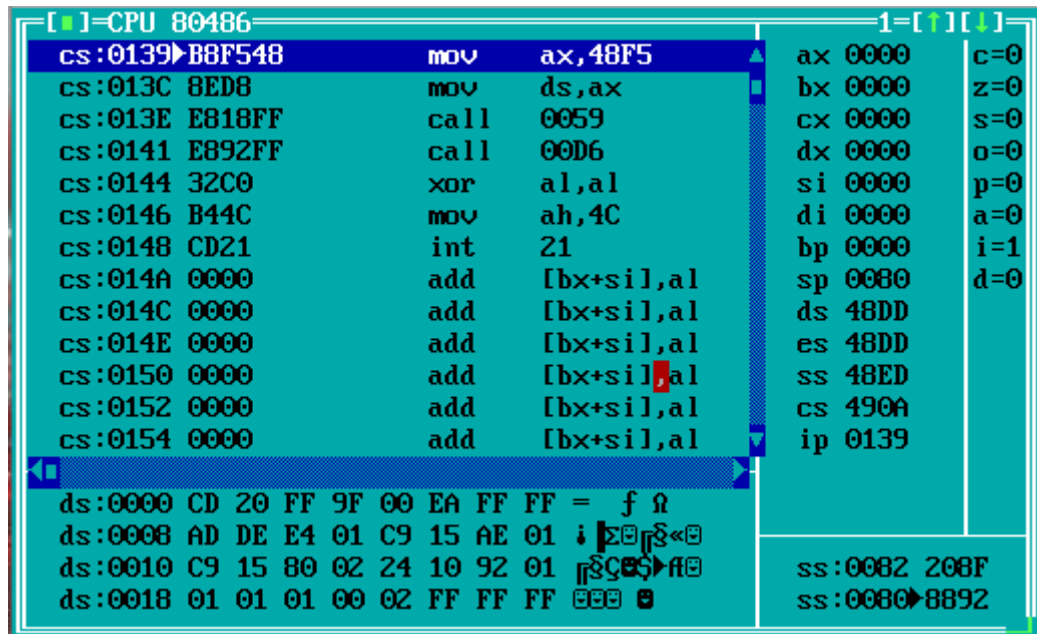 [■]=CPU 80486 1=[↑][↓]
cs:0139►B8F548 mov ax,48F5 ax 0000 c=0
cs:013C 8ED8 mov ds,ax bx 0000 z=0
cs:013E E818FF call 0059 cx 0000 s=0
cs:0141 E892FF call 00D6 dx 0000 o=0
cs:0144 32C0 xor al,al si 0000 p=0
cs:0146 B44C mov ah,4C di 0000 a=0
cs:0148 CD21 int 21 bp 0000 i=1
cs:014A 0000 add [bx+si],al sp 0080 d=0
cs:014C 0000 add [bx+si],al ds 48DD
cs:014E 0000 add [bx+si],al es 48DD
cs:0150 0000 add [bx+si],al ss 48ED
cs:0152 0000 add [bx+si],al cs 490A
cs:0154 0000 add [bx+si],al ip 0139
ds:0000 CD 20 FF 9F 00 EA FF FF = ƒ Ω
ds:0008 AD DE E4 01 C9 15 AE 01 ¡▐Σ☺╔§«☺
ds:0010 C9 15 80 02 24 10 92 01 ╔§Ç☻$►Æ☺ ss:0082 208F
ds:0018 01 01 01 00 02 FF FF FF ☺☺☺ ☻ ss:0080►8892